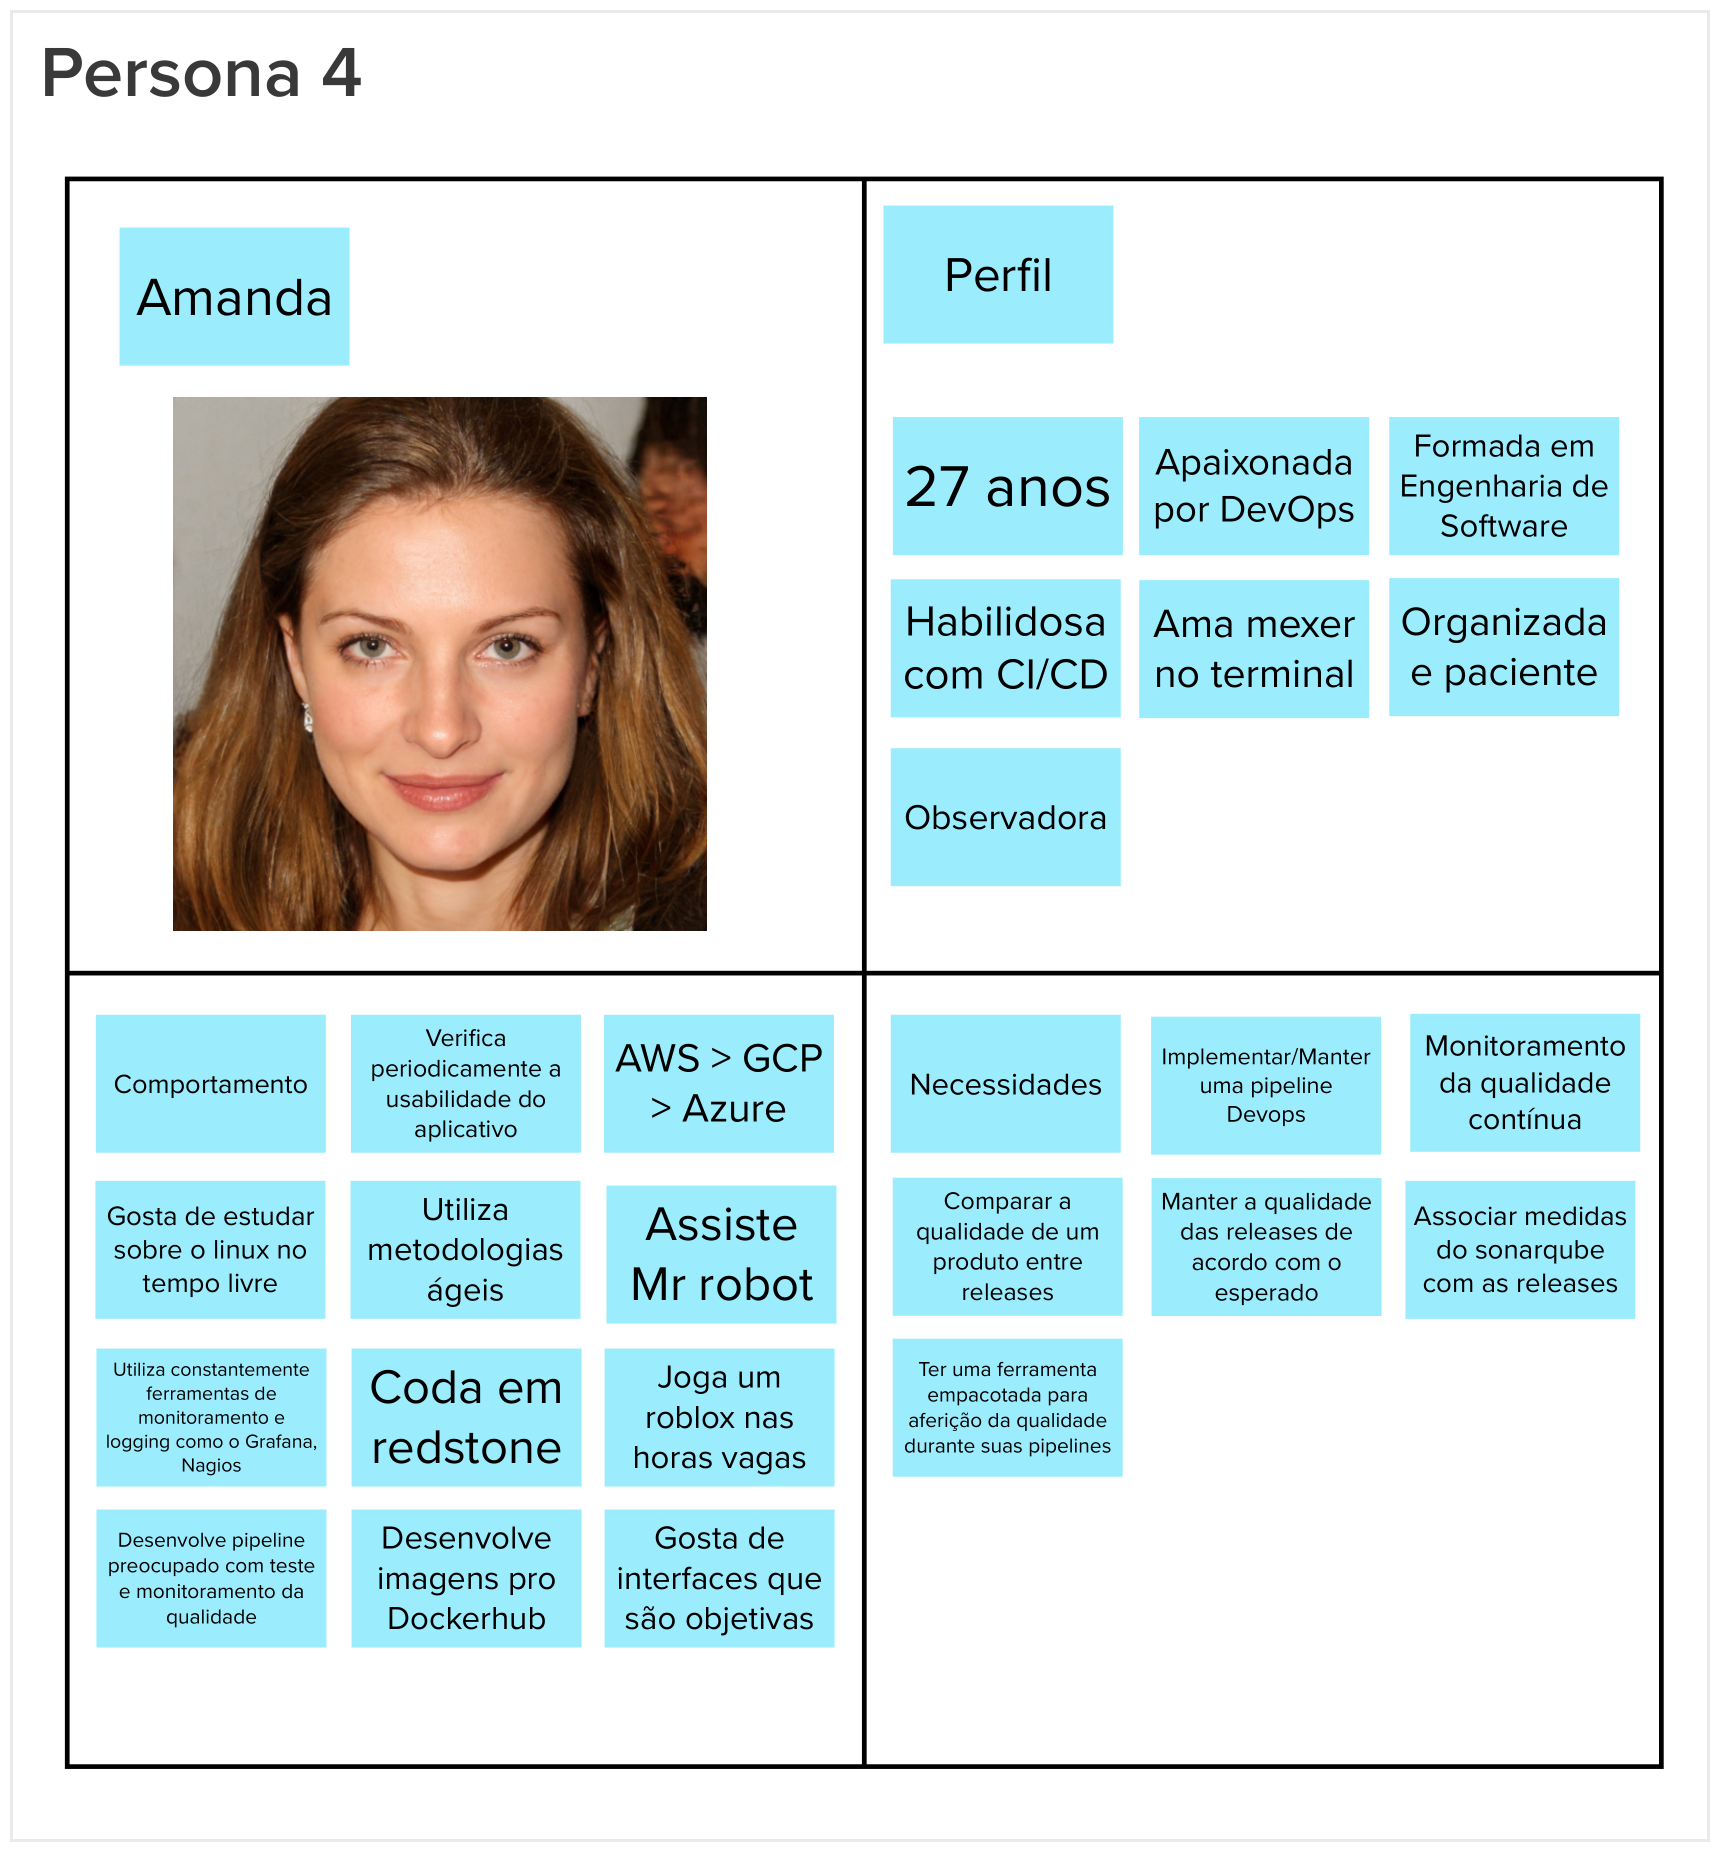 Persona 4
Amanda
Perfil
27 anos
Apaixonada
por DevOps
Formada em
Engenharia de
Software
Habilidosa
com CI/CD
Ama mexer
no terminal
Organizada
e paciente
Observadora
Comportamento
Verifica
periodicamente a
usabilidade do
aplicativo
AWS > GCP
> Azure
Gosta de estudar
sobre o linux no
tempo livre
Utiliza
metodologias
ágeis
Assiste
Mr robot
Utiliza constantemente
ferramentas de
monitoramento e
logging como o Grafana,
Nagios
Coda em
redstone
Joga um
roblox nas
horas vagas
Desenvolve pipeline
preocupado com teste
e monitoramento da
qualidade
Desenvolve
imagens pro
Dockerhub
Gosta de
interfaces que
são objetivas
Necessidades
Implementar/Manter
uma pipeline
Devops
Monitoramento
da qualidade
contínua
Comparar a
qualidade de um
produto entre
releases
Manter a qualidade
das releases de
acordo com o
esperado
Associar medidas
do sonarqube
com as releases
Ter uma ferramenta
empacotada para
aferição da qualidade
durante suas pipelines